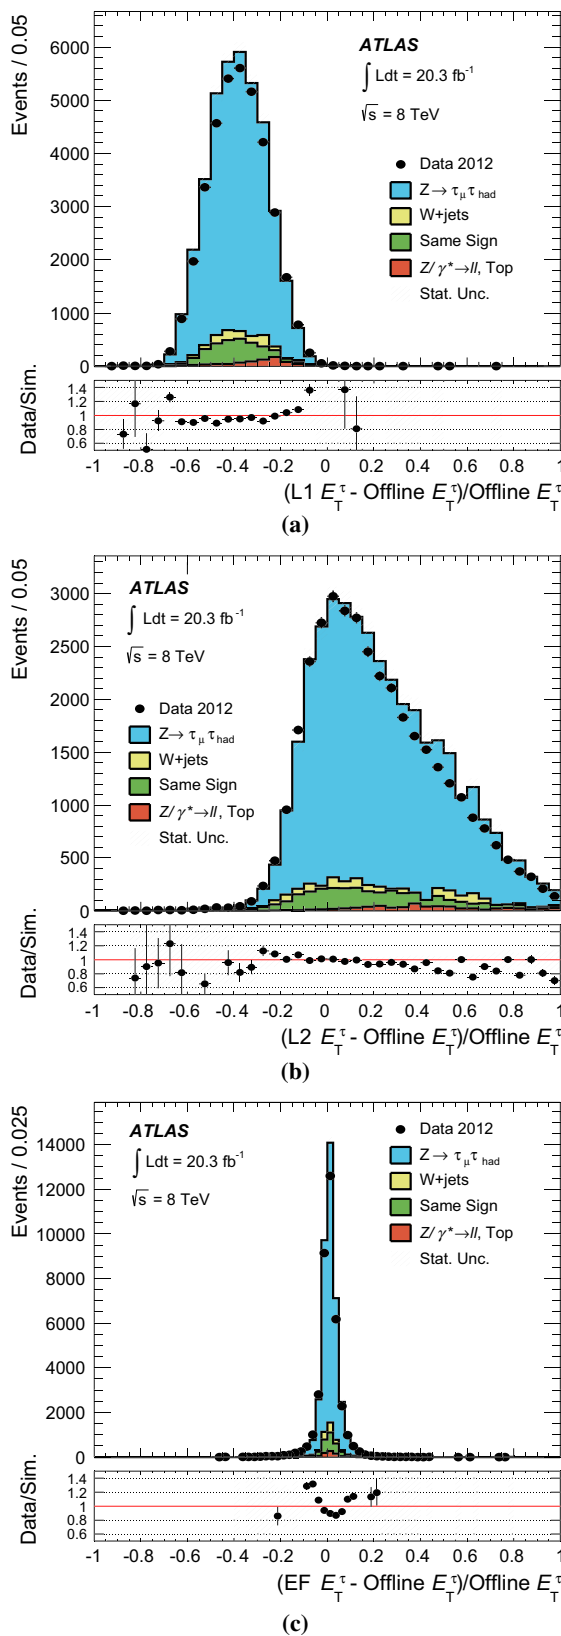 Events / 0.05
6000
5000
4000
3000
2000
1000
0
ATLAS
∫ Ldt = 20.3 fb⁻¹
√s = 8 TeV
Data 2012
Z→ τ_μ τ_had
W+jets
Same Sign
Z/γ*→ll, Top
Stat. Unc.
Data/Sim.
1.4
1.2
1
0.8
0.6
-1 -0.8 -0.6 -0.4 -0.2 0 0.2 0.4 0.6 0.8 1
(L1 E_T^τ - Offline E_T^τ)/Offline E_T^τ
(a)
Events / 0.05
3000
2500
2000
1500
1000
500
0
ATLAS
∫ Ldt = 20.3 fb⁻¹
√s = 8 TeV
Data 2012
Z→ τ_μ τ_had
W+jets
Same Sign
Z/γ*→ll, Top
Stat. Unc.
Data/Sim.
1.4
1.2
1
0.8
0.6
-1 -0.8 -0.6 -0.4 -0.2 0 0.2 0.4 0.6 0.8 1
(L2 E_T^τ - Offline E_T^τ)/Offline E_T^τ
(b)
Events / 0.025
14000
12000
10000
8000
6000
4000
2000
0
ATLAS
∫ Ldt = 20.3 fb⁻¹
√s = 8 TeV
Data 2012
Z→ τ_μ τ_had
W+jets
Same Sign
Z/γ*→ll, Top
Stat. Unc.
Data/Sim.
1.4
1.2
1
0.8
0.6
-1 -0.8 -0.6 -0.4 -0.2 0 0.2 0.4 0.6 0.8 1
(EF E_T^τ - Offline E_T^τ)/Offline E_T^τ
(c)